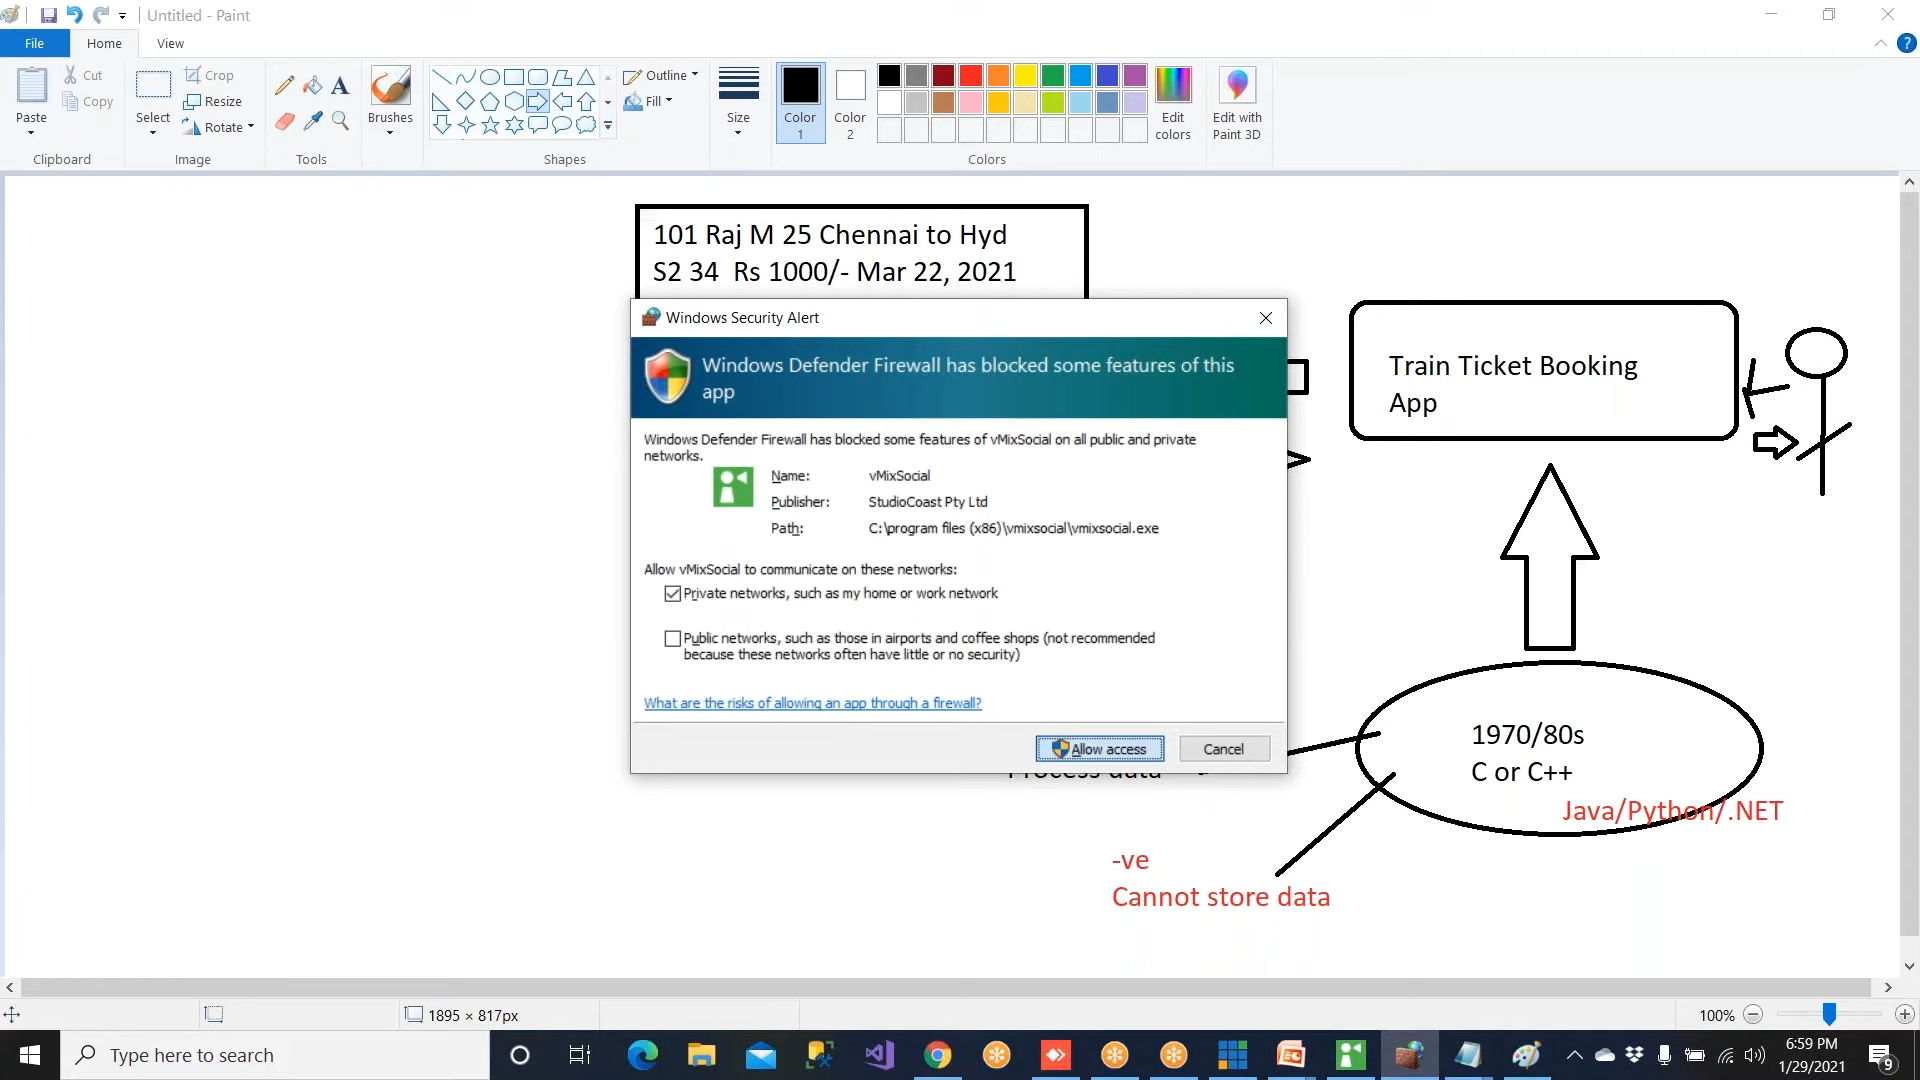 Untitled - Paint
File
Home
View
Paste
Cut
Copy
Clipboard
Select
Crop
Resize
Rotate
Image
Tools
Brushes
Shapes
Outline
Fill
Size
Color
1
Color
2
Colors
Edit
colors
Edit with
Paint 3D
101 Raj M 25 Chennai to Hyd
S2 34 Rs 1000/- Mar 22, 2021
Windows Security Alert
Windows Defender Firewall has blocked some features of this
app
Windows Defender Firewall has blocked some features of vMixSocial on all public and private
networks.
Name: vMixSocial
Publisher: StudioCoast Pty Ltd
Path: C:\program files (x86)\vmixsocial\vmixsocial.exe
Allow vMixSocial to communicate on these networks:
Private networks, such as my home or work network
Public networks, such as those in airports and coffee shops (not recommended
because these networks often have little or no security)
What are the risks of allowing an app through a firewall?
Allow access
Cancel
Process data
Train Ticket Booking
App
1970/80s
C or C++
Java/Python/.NET
-ve
Cannot store data
1895 × 817px
100%
Type here to search
6:59 PM
1/29/2021
9